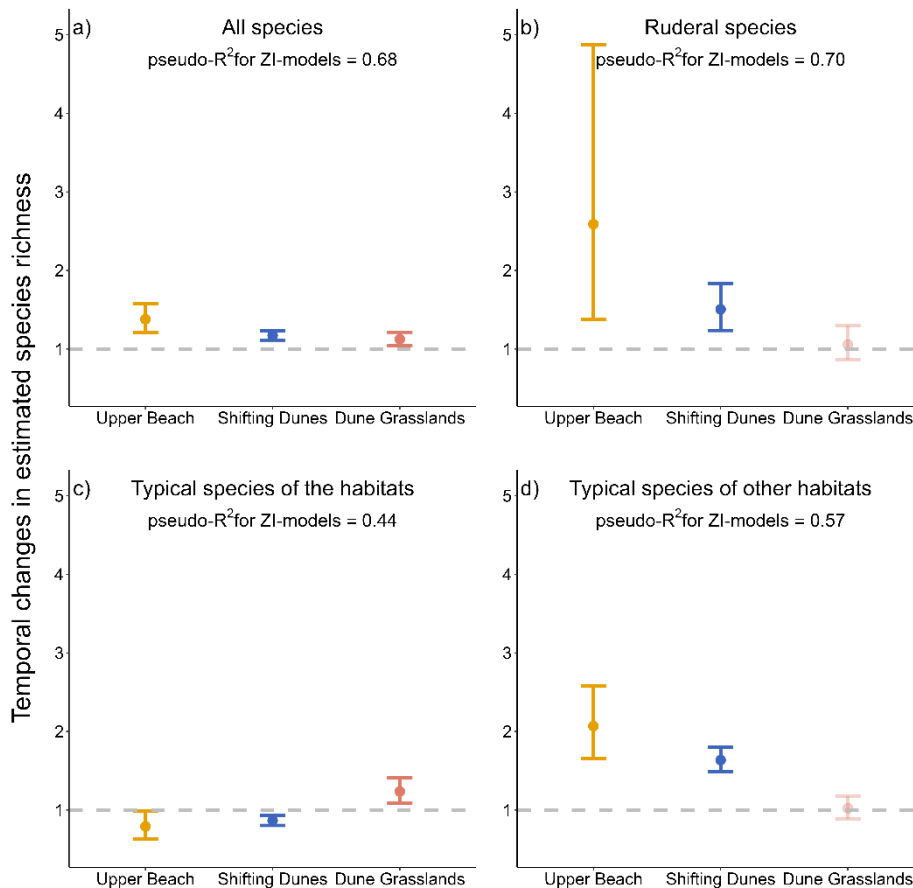 Temporal changes in estimated species richness
a)
All species
pseudo-R²for ZI-models = 0.68
5
4
3
2
1
Upper Beach Shifting Dunes Dune Grasslands
b)
Ruderal species
pseudo-R²for ZI-models = 0.70
5
4
3
2
1
Upper Beach Shifting Dunes Dune Grasslands
c)
Typical species of the habitats
pseudo-R²for ZI-models = 0.44
5
4
3
2
1
Upper Beach Shifting Dunes Dune Grasslands
d)
Typical species of other habitats
pseudo-R²for ZI-models = 0.57
5
4
3
2
1
Upper Beach Shifting Dunes Dune Grasslands